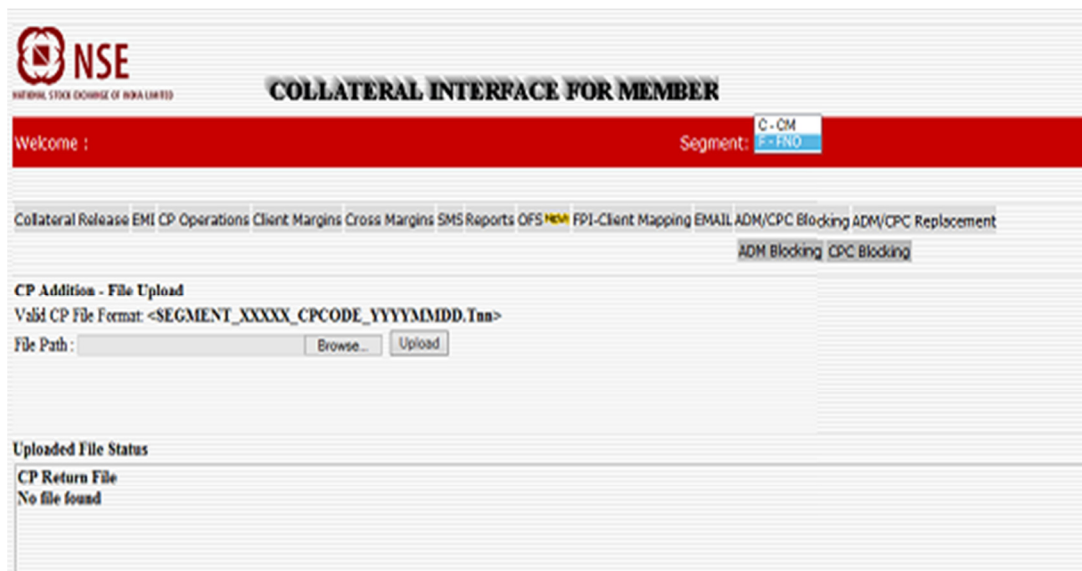 NSE
NATIONAL STOCK EXCHANGE OF INDIA LIMITED
COLLATERAL INTERFACE FOR MEMBER
Welcome :
Segment:
C - CM
F - FNO
Collateral Release EMI CP Operations Client Margins Cross Margins SMS Reports OFS New! FPI-Client Mapping EMAIL ADM/CPC Blocking ADM/CPC Replacement
ADM Blocking CPC Blocking
CP Addition - File Upload
Valid CP File Format: <SEGMENT_XXXXX_CPCODE_YYYYMMDD.Tnn>
File Path : Browse... Upload
Uploaded File Status
CP Return File
No file found